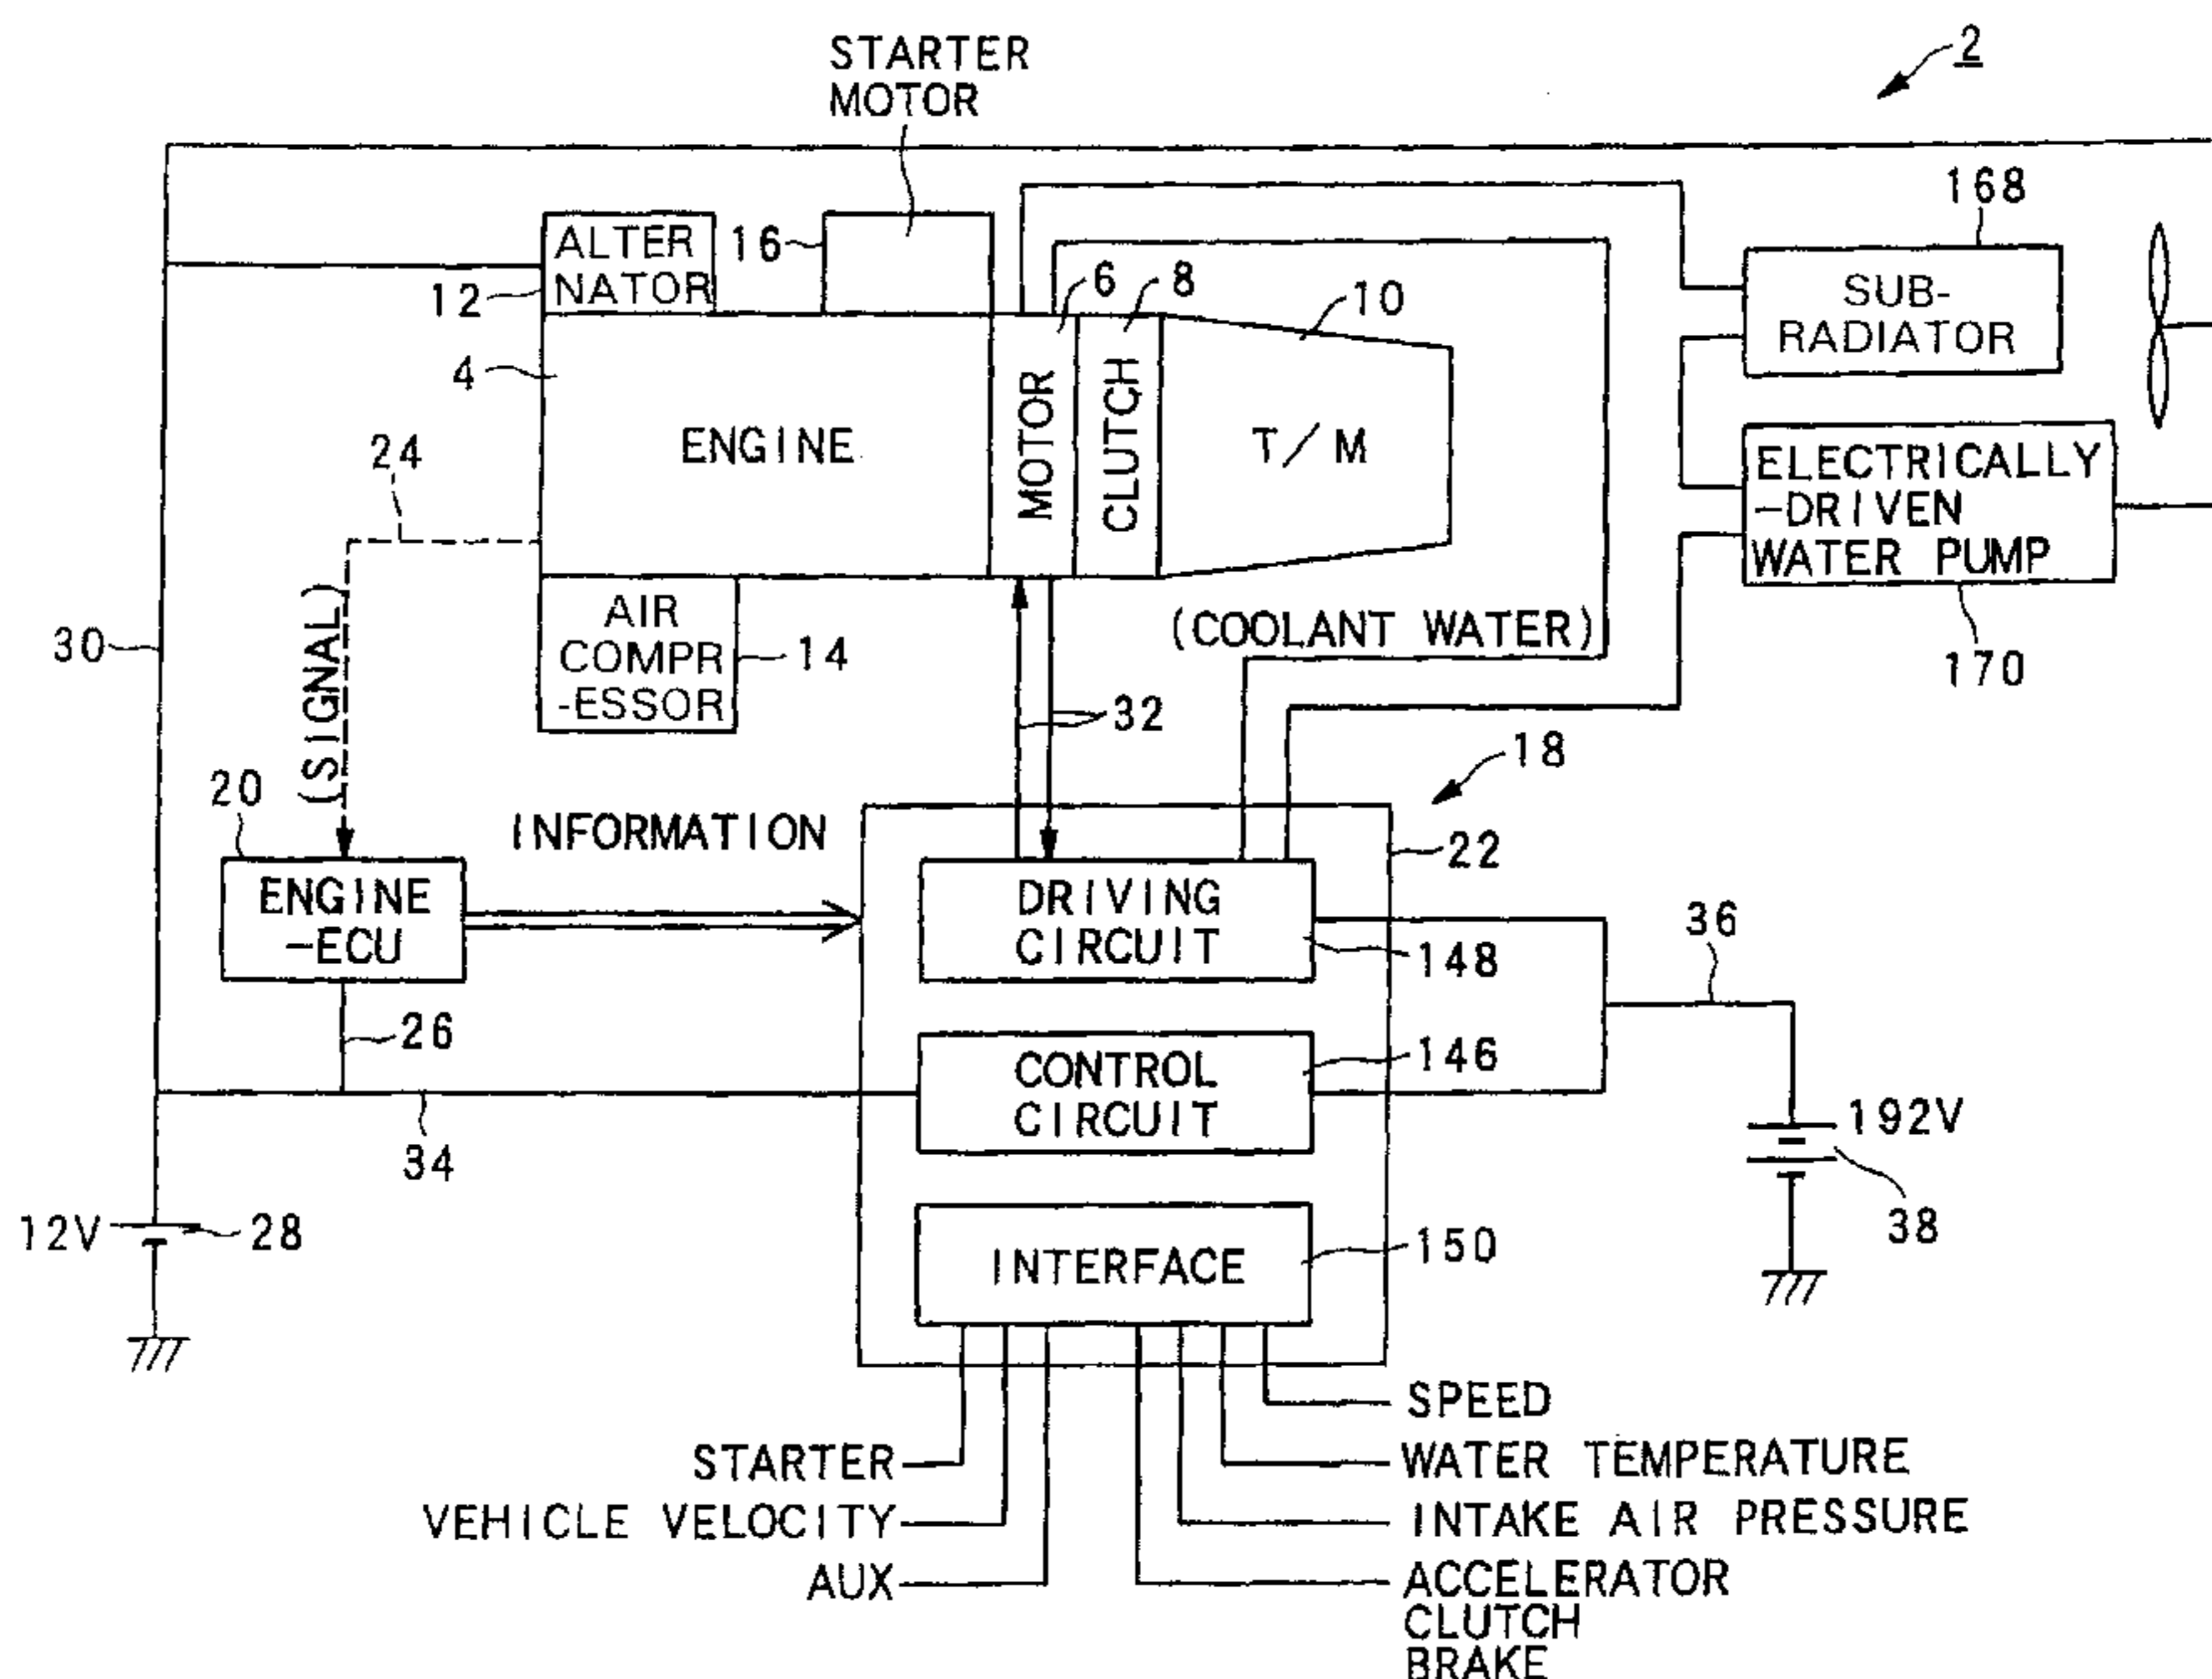 STARTER
MOTOR
2
168
ALTER
NATOR
16
12
6
8
10
SUB-
RADIATOR
4
ENGINE
MOTOR
CLUTCH
T/M
24
ELECTRICALLY
-DRIVEN
WATER PUMP
170
(SIGNAL)
30
AIR
COMPR
-ESSOR
14
(COOLANT WATER)
32
18
20
INFORMATION
22
ENGINE
-ECU
DRIVING
CIRCUIT
148
36
26
CONTROL
CIRCUIT
146
34
192V
38
12V
28
INTERFACE
150
SPEED
STARTER
WATER TEMPERATURE
VEHICLE VELOCITY
INTAKE AIR PRESSURE
AUX
ACCELERATOR
CLUTCH
BRAKE